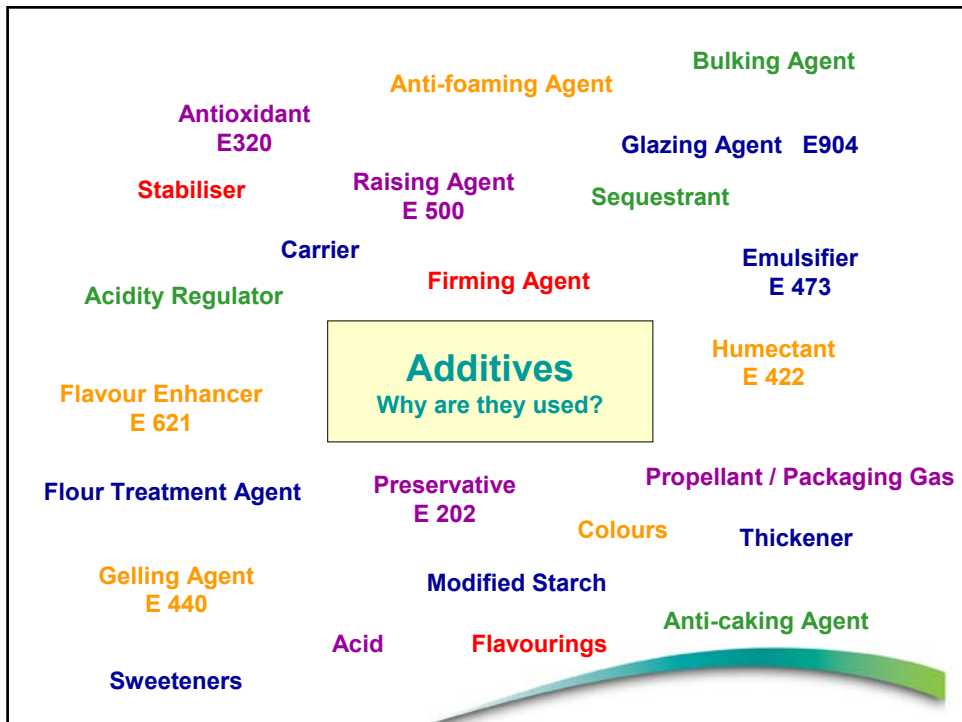 Bulking Agent
Anti-foaming Agent
Antioxidant
E320
Glazing Agent E904
Stabiliser
Raising Agent
E 500
Sequestrant
Carrier
Emulsifier
E 473
Firming Agent
Acidity Regulator
Additives
Why are they used?
Humectant
E 422
Flavour Enhancer
E 621
Flour Treatment Agent
Preservative
E 202
Propellant / Packaging Gas
Colours
Thickener
Gelling Agent
E 440
Modified Starch
Anti-caking Agent
Acid
Flavourings
Sweeteners